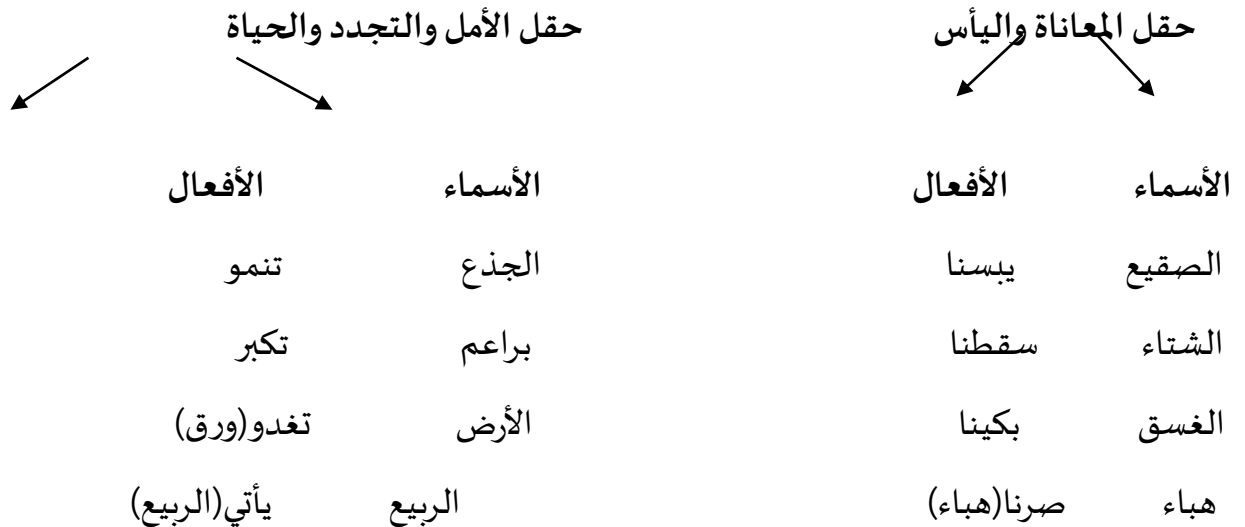 حقل المعاناة واليأس حقل الأمل والتجدد والحياة
الأسماء الأفعال الأسماء الأفعال
الصقيع يبسنا الجذع تنمو
الشتاء سقطنا براعم تكبر
الغسق بكينا الأرض تغدو(ورق)
هباء صرنا(هباء) الربيع يأتي(الربيع)